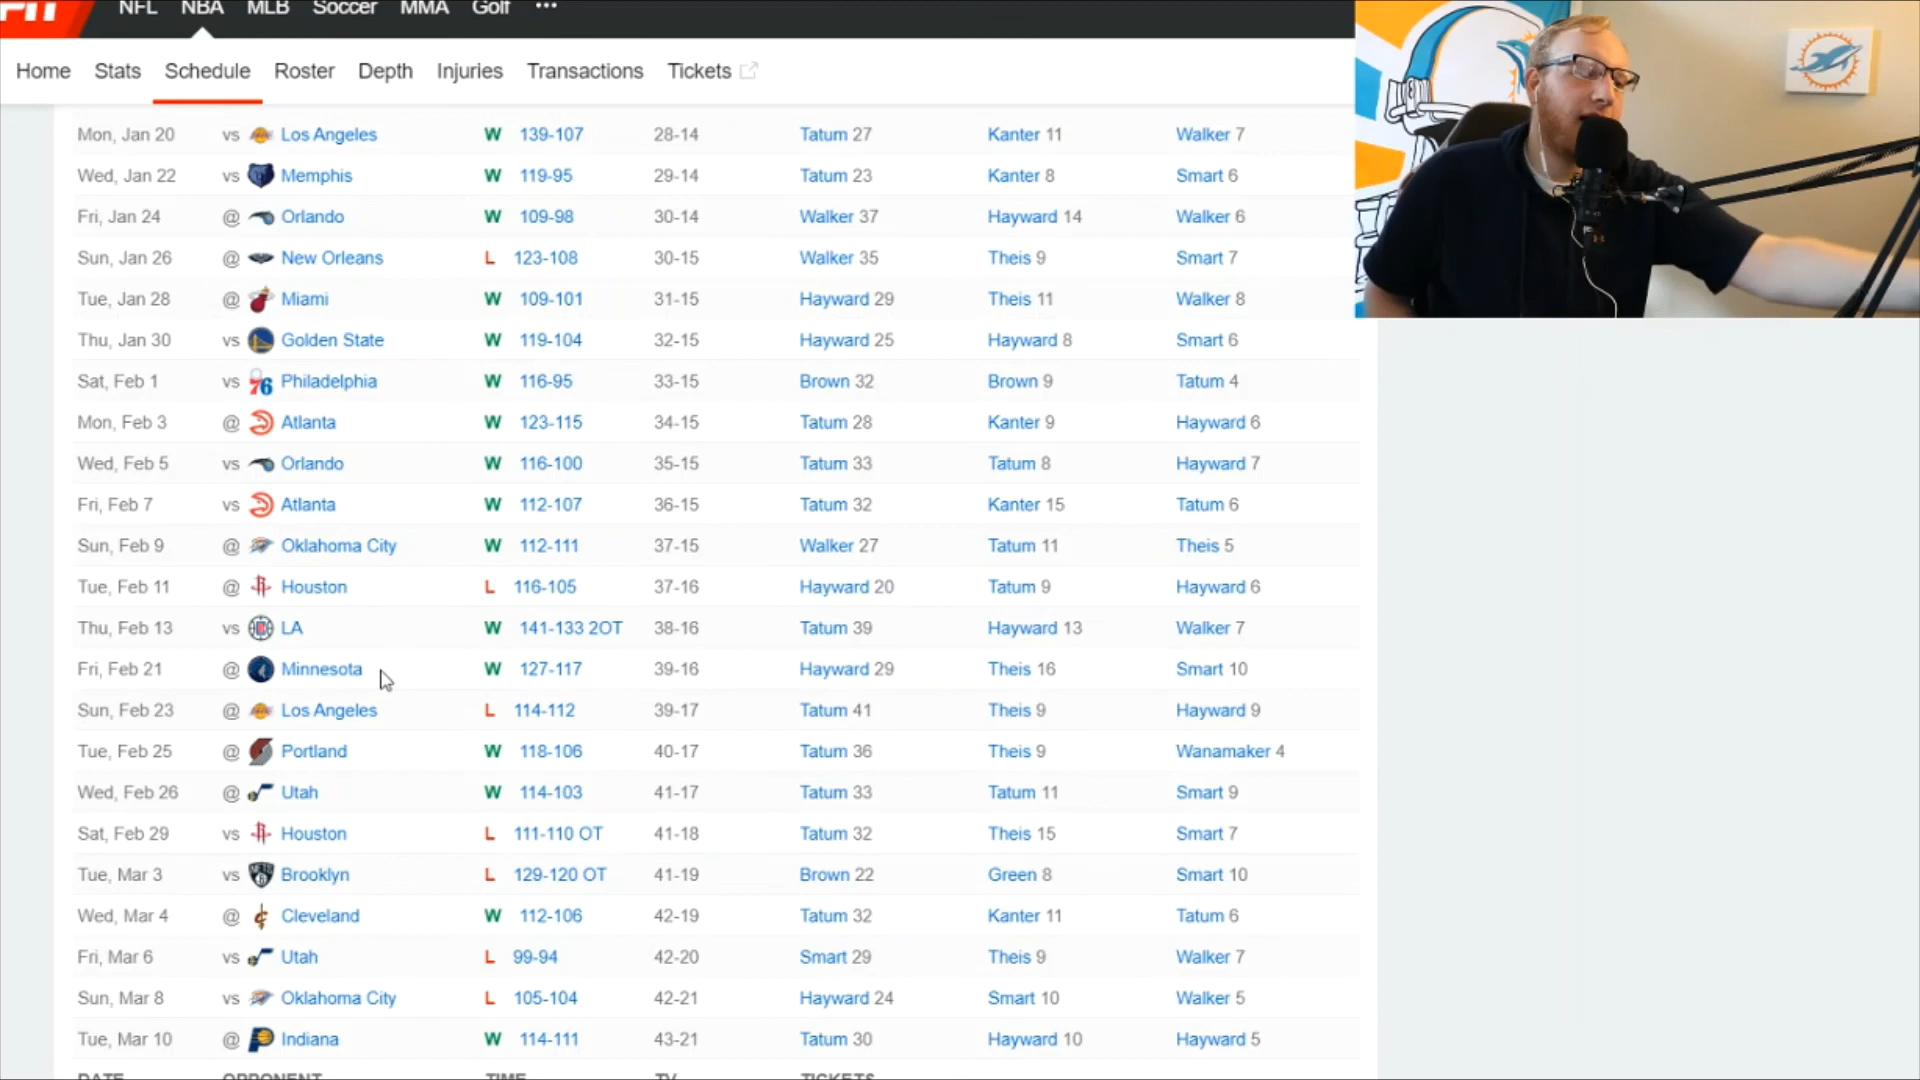 NFL NBA MLB Soccer MMA Golf •••
Home Stats Schedule Roster Depth Injuries Transactions Tickets
Mon, Jan 20 vs Los Angeles W 139-107 28-14 Tatum 27 Kanter 11 Walker 7
Wed, Jan 22 vs Memphis W 119-95 29-14 Tatum 23 Kanter 8 Smart 6
Fri, Jan 24 @ Orlando W 109-98 30-14 Walker 37 Hayward 14 Walker 6
Sun, Jan 26 @ New Orleans L 123-108 30-15 Walker 35 Theis 9 Smart 7
Tue, Jan 28 @ Miami W 109-101 31-15 Hayward 29 Theis 11 Walker 8
Thu, Jan 30 vs Golden State W 119-104 32-15 Hayward 25 Hayward 8 Smart 6
Sat, Feb 1 vs 76 Philadelphia W 116-95 33-15 Brown 32 Brown 9 Tatum 4
Mon, Feb 3 @ Atlanta W 123-115 34-15 Tatum 28 Kanter 9 Hayward 6
Wed, Feb 5 vs Orlando W 116-100 35-15 Tatum 33 Tatum 8 Hayward 7
Fri, Feb 7 vs Atlanta W 112-107 36-15 Tatum 32 Kanter 15 Tatum 6
Sun, Feb 9 @ Oklahoma City W 112-111 37-15 Walker 27 Tatum 11 Theis 5
Tue, Feb 11 @ Houston L 116-105 37-16 Hayward 20 Tatum 9 Hayward 6
Thu, Feb 13 vs LA W 141-133 2OT 38-16 Tatum 39 Hayward 13 Walker 7
Fri, Feb 21 @ Minnesota W 127-117 39-16 Hayward 29 Theis 16 Smart 10
Sun, Feb 23 @ Los Angeles L 114-112 39-17 Tatum 41 Theis 9 Hayward 9
Tue, Feb 25 @ Portland W 118-106 40-17 Tatum 36 Theis 9 Wanamaker 4
Wed, Feb 26 @ Utah W 114-103 41-17 Tatum 33 Tatum 11 Smart 9
Sat, Feb 29 vs Houston L 111-110 OT 41-18 Tatum 32 Theis 15 Smart 7
Tue, Mar 3 vs Brooklyn L 129-120 OT 41-19 Brown 22 Green 8 Smart 10
Wed, Mar 4 @ Cleveland W 112-106 42-19 Tatum 32 Kanter 11 Tatum 6
Fri, Mar 6 vs Utah L 99-94 42-20 Smart 29 Theis 9 Walker 7
Sun, Mar 8 vs Oklahoma City L 105-104 42-21 Hayward 24 Smart 10 Walker 5
Tue, Mar 10 @ Indiana W 114-111 43-21 Tatum 30 Hayward 10 Hayward 5
DATE OPPONENT TIME TV TICKETS